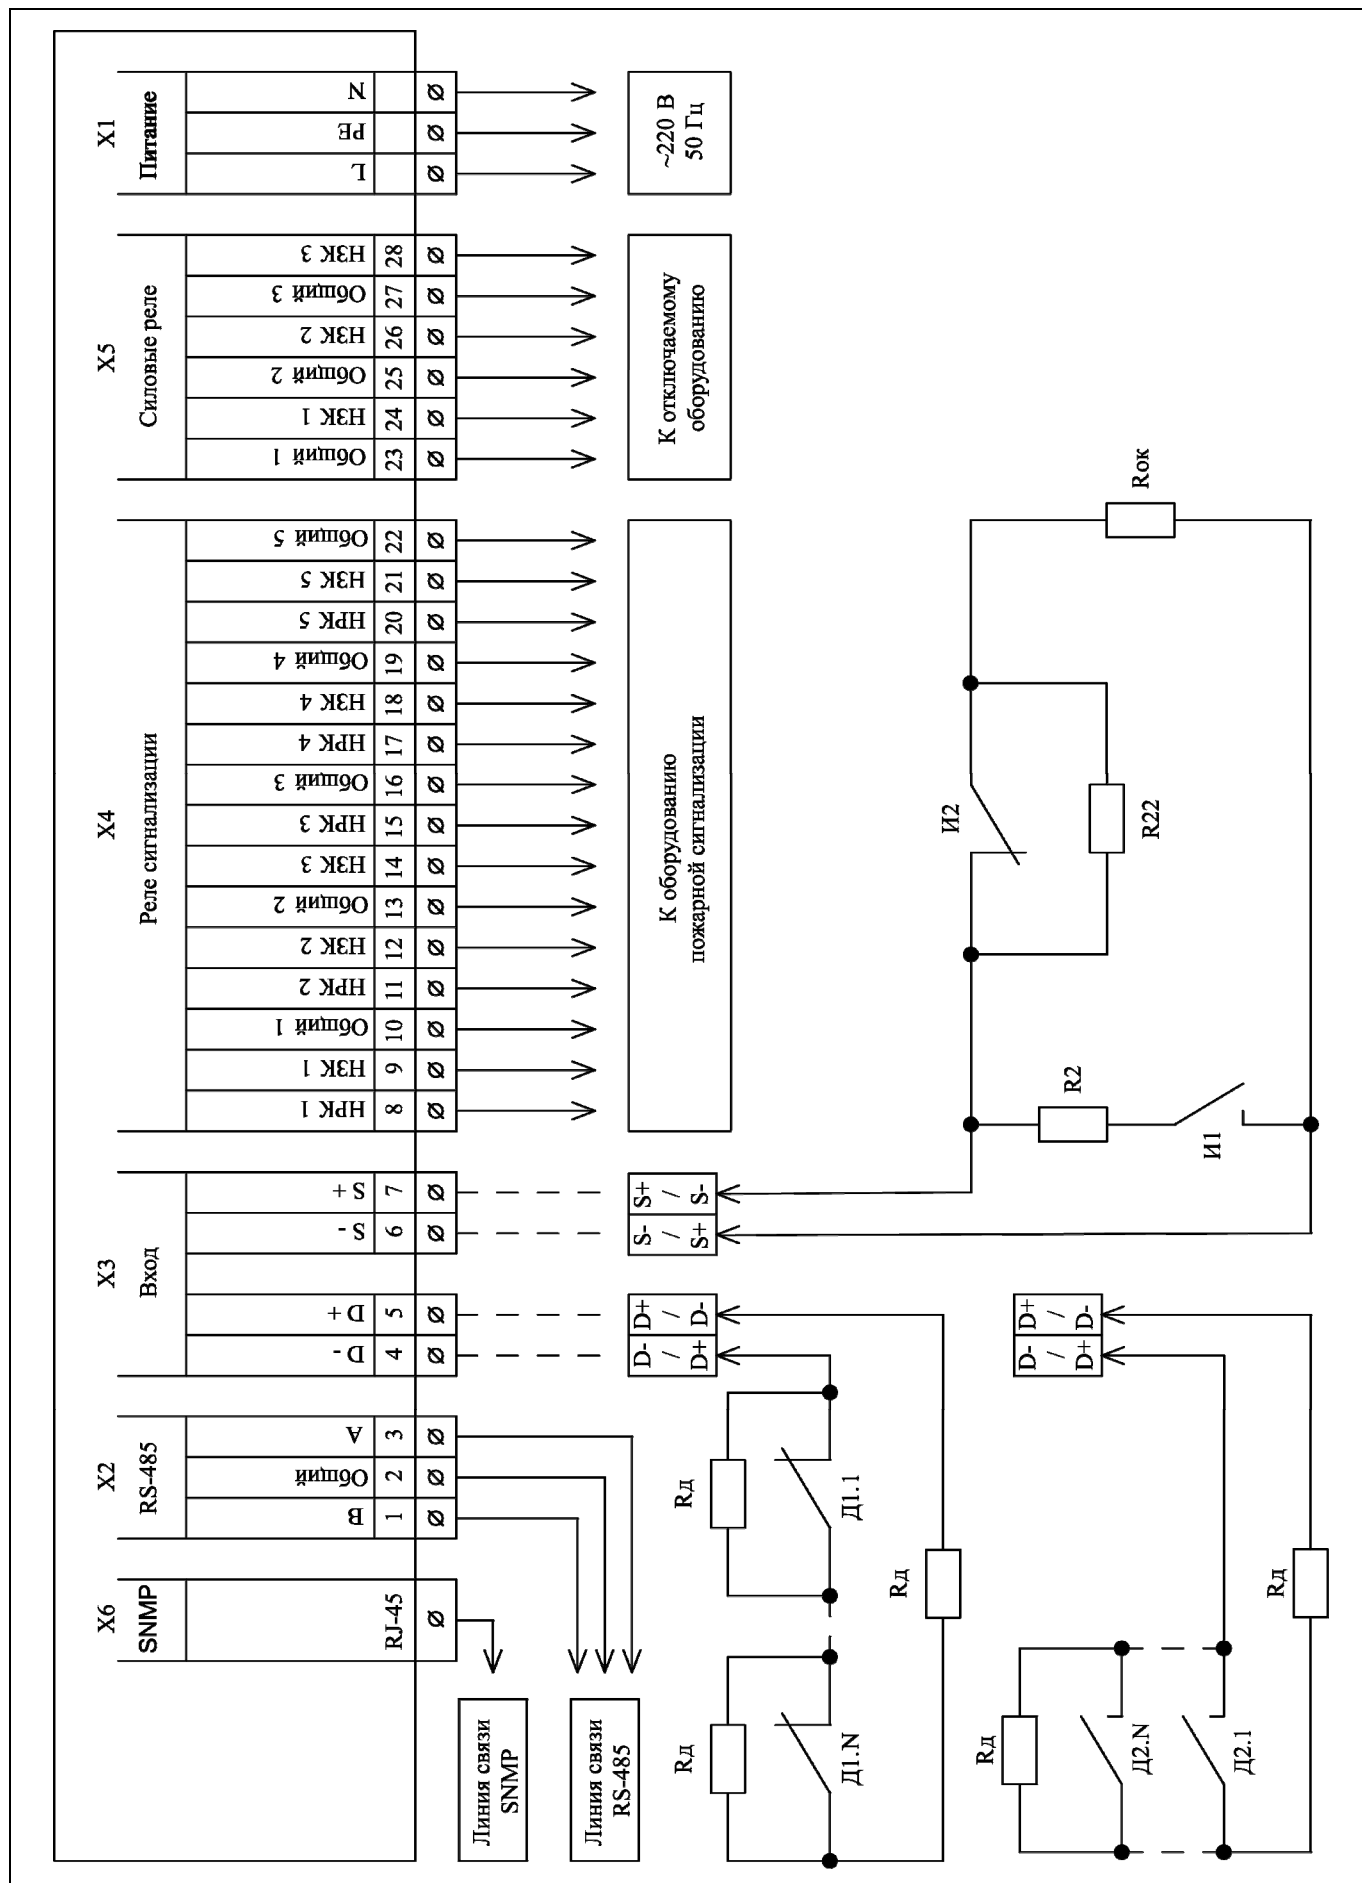 X1
Питание
N
PE
L
~220 В
50 Гц
X5
Силовые реле
НЗК 3
28
Общий 3
27
НЗК 2
26
Общий 2
25
НЗК 1
24
Общий 1
23
К отключаемому
оборудованию
X4
Реле сигнализации
Общий 5
22
НЗК 5
21
НРК 5
20
Общий 4
19
НЗК 4
18
НРК 4
17
Общий 3
16
НРК 3
15
НЗК 3
14
Общий 2
13
НЗК 2
12
НРК 2
11
Общий 1
10
НЗК 1
9
НРК 1
8
К оборудованию
пожарной сигнализации
X3
Вход
S +
7
S -
6
D +
5
D -
4
S+ / S-
S- / S+
D+ / D-
D- / D+
D+ / D-
D- / D+
X2
RS-485
A
3
Общий
2
B
1
X6
SNMP
RJ-45
Линия связи
SNMP
Линия связи
RS-485
Rок
И2
R22
R2
И1
Rд
Д1.1
Rд
Rд
Д1.N
Rд
Rд
Д2.N
Д2.1